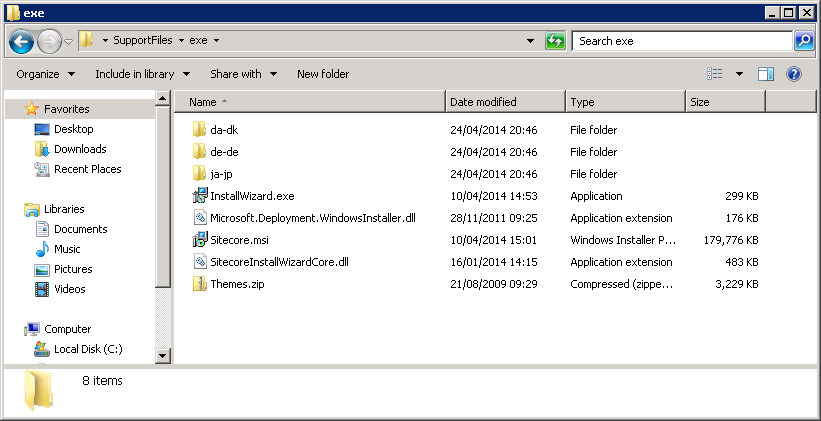 exe
SupportFiles exe
Search exe
Organize Include in library Share with New folder
Favorites
Desktop
Downloads
Recent Places
Libraries
Documents
Music
Pictures
Videos
Computer
Local Disk (C:)
Name Date modified Type Size
da-dk 24/04/2014 20:46 File folder
de-de 24/04/2014 20:46 File folder
ja-jp 24/04/2014 20:46 File folder
InstallWizard.exe 10/04/2014 14:53 Application 299 KB
Microsoft.Deployment.WindowsInstaller.dll 28/11/2011 09:25 Application extension 176 KB
Sitecore.msi 10/04/2014 15:01 Windows Installer P... 179,776 KB
SitecoreInstallWizardCore.dll 16/01/2014 14:15 Application extension 483 KB
Themes.zip 21/08/2009 09:29 Compressed (zippe... 3,229 KB
8 items